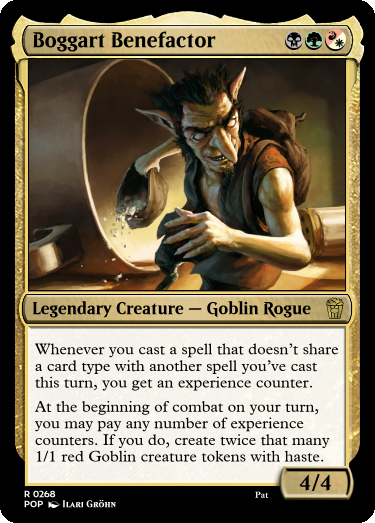 Boggart Benefactor
Legendary Creature — Goblin Rogue
Whenever you cast a spell that doesn't share
a card type with another spell you've cast
this turn, you get an experience counter.
At the beginning of combat on your turn,
you may pay any number of experience
counters. If you do, create twice that many
1/1 red Goblin creature tokens with haste.
4/4
R 0268
Pat
POP Ilari Gröhn